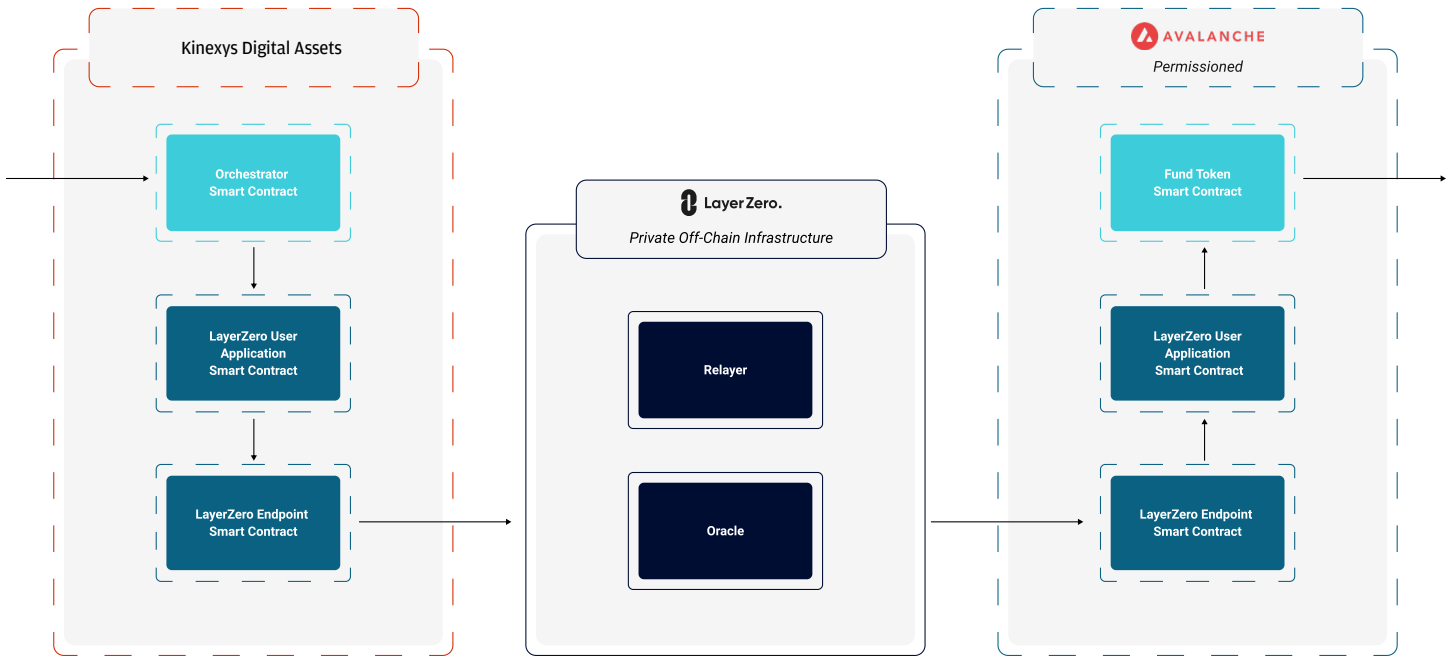 Kinexys Digital Assets
Orchestrator
Smart Contract
LayerZero User
Application
Smart Contract
LayerZero Endpoint
Smart Contract
LayerZero.
Private Off-Chain Infrastructure
Relayer
Oracle
AVALANCHE
Permissioned
Fund Token
Smart Contract
LayerZero User
Application
Smart Contract
LayerZero Endpoint
Smart Contract